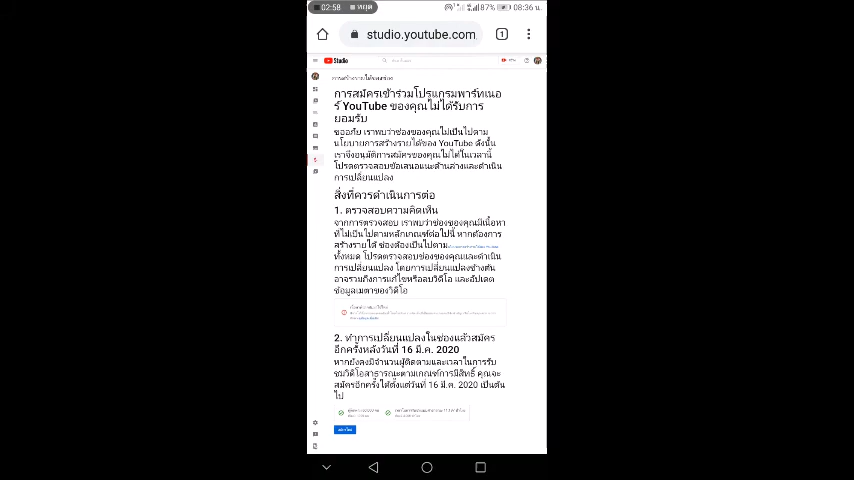 02:58 หยุด
87% 08:36 น.
studio.youtube.com
1
Studio
การสร้างรายได้ของช่อง
การสมัครเข้าร่วมโปรแกรมพาร์ทเนอ
ร์ YouTube ของคุณไม่ได้รับการ
ยอมรับ
ขออภัย เราพบว่าช่องของคุณไม่เป็นไปตาม
นโยบายการสร้างรายได้ของ YouTube ดังนั้น
เราจึงอนุมัติการสมัครของคุณไม่ได้ในเวลานี้
โปรดตรวจสอบข้อเสนอแนะด้านล่างและดำเนิน
การเปลี่ยนแปลง
สิ่งที่ควรดำเนินการต่อ
1. ตรวจสอบความคิดเห็น
จากการตรวจสอบ เราพบว่าช่องของคุณมีเนื้อหา
ที่ไม่เป็นไปตามหลักเกณฑ์ต่อไปนี้ หากต้องการ
สร้างรายได้ ช่องต้องเป็นไปตาม
ทั้งหมด โปรดตรวจสอบช่องของคุณและดำเนิน
การเปลี่ยนแปลง โดยการเปลี่ยนแปลงข้างต้น
อาจรวมถึงการแก้ไขหรือลบวิดีโอ และอัปเดต
ข้อมูลเมตาของวิดีโอ
2. ทำการเปลี่ยนแปลงในช่องแล้วสมัคร
อีกครั้งหลังวันที่ 16 มี.ค. 2020
หากยังคงมีจำนวนผู้ติดตามและเวลาในการรับ
ชมวิดีโอสาธารณะตามเกณฑ์การมีสิทธิ์ คุณจะ
สมัครอีกครั้งได้ตั้งแต่วันที่ 16 มี.ค. 2020 เป็นต้น
ไป